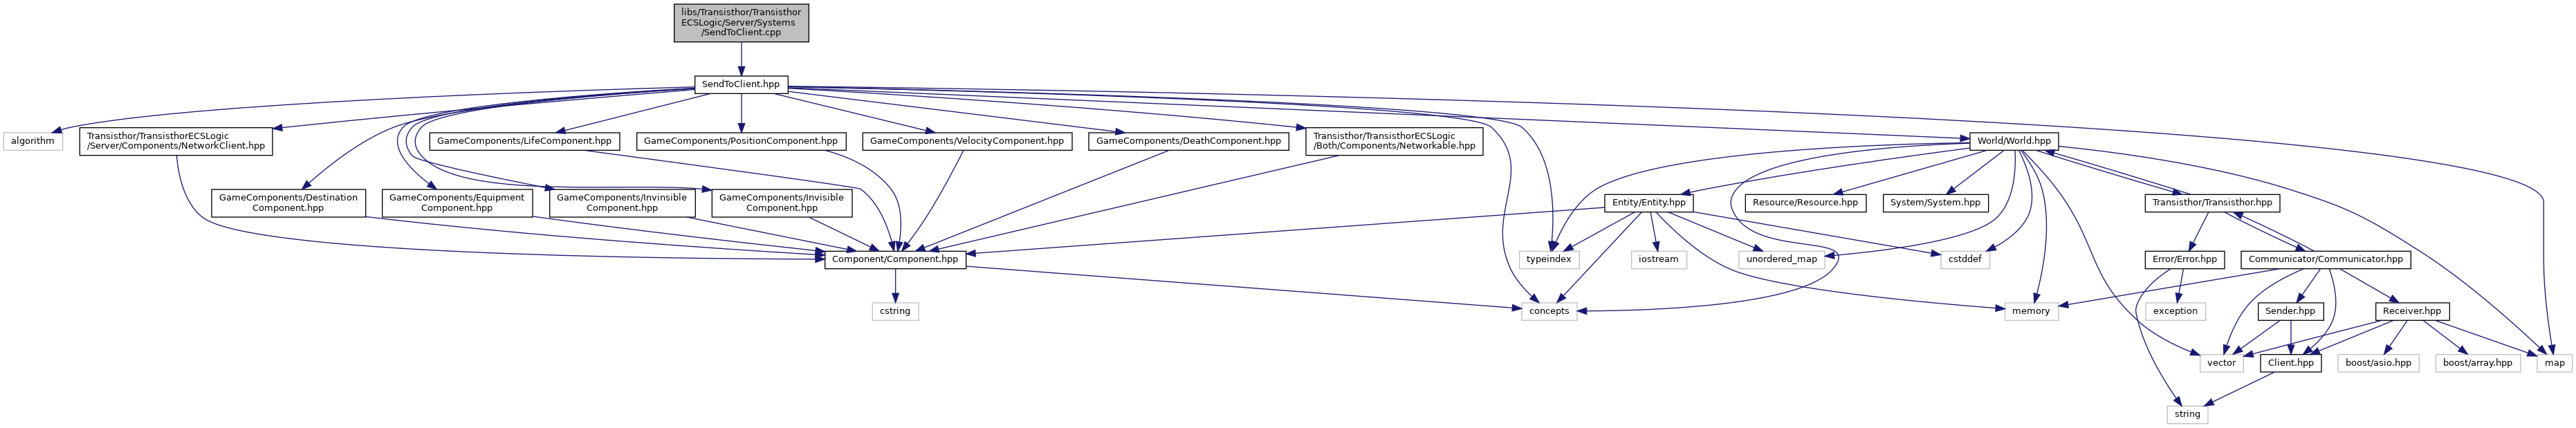 libs/Transisthor/Transisthor
ECSLogic/Server/Systems
/SendToClient.cpp
SendToClient.hpp
algorithm
Transisthor/TransisthorECSLogic
/Server/Components/NetworkClient.hpp
GameComponents/LifeComponent.hpp
GameComponents/PositionComponent.hpp
GameComponents/VelocityComponent.hpp
GameComponents/DeathComponent.hpp
Transisthor/TransisthorECSLogic
/Both/Components/Networkable.hpp
World/World.hpp
GameComponents/Destination
Component.hpp
GameComponents/Equipment
Component.hpp
GameComponents/Invinsible
Component.hpp
GameComponents/Invisible
Component.hpp
Entity/Entity.hpp
Resource/Resource.hpp
System/System.hpp
Transisthor/Transisthor.hpp
Component/Component.hpp
typeindex
iostream
unordered_map
cstddef
Error/Error.hpp
Communicator/Communicator.hpp
cstring
concepts
memory
exception
Sender.hpp
Receiver.hpp
vector
Client.hpp
boost/asio.hpp
boost/array.hpp
map
string